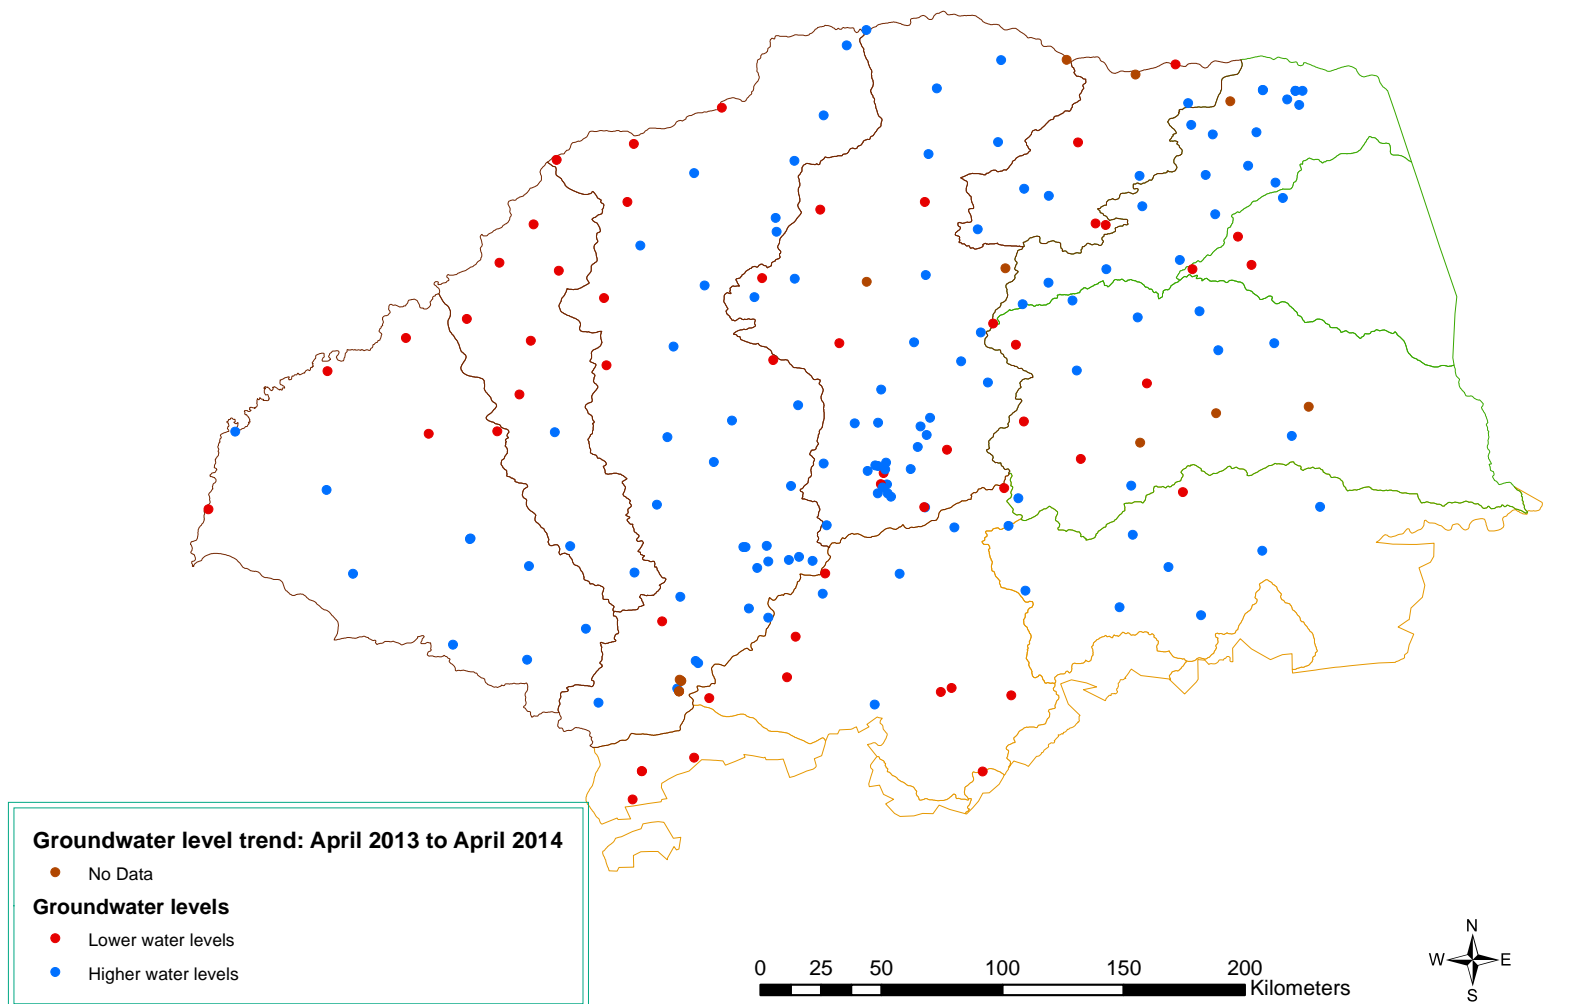 Groundwater level trend: April 2013 to April 2014
No Data
Groundwater levels
Lower water levels
Higher water levels
0 25 50 100 150 200
Kilometers
N
W E
S